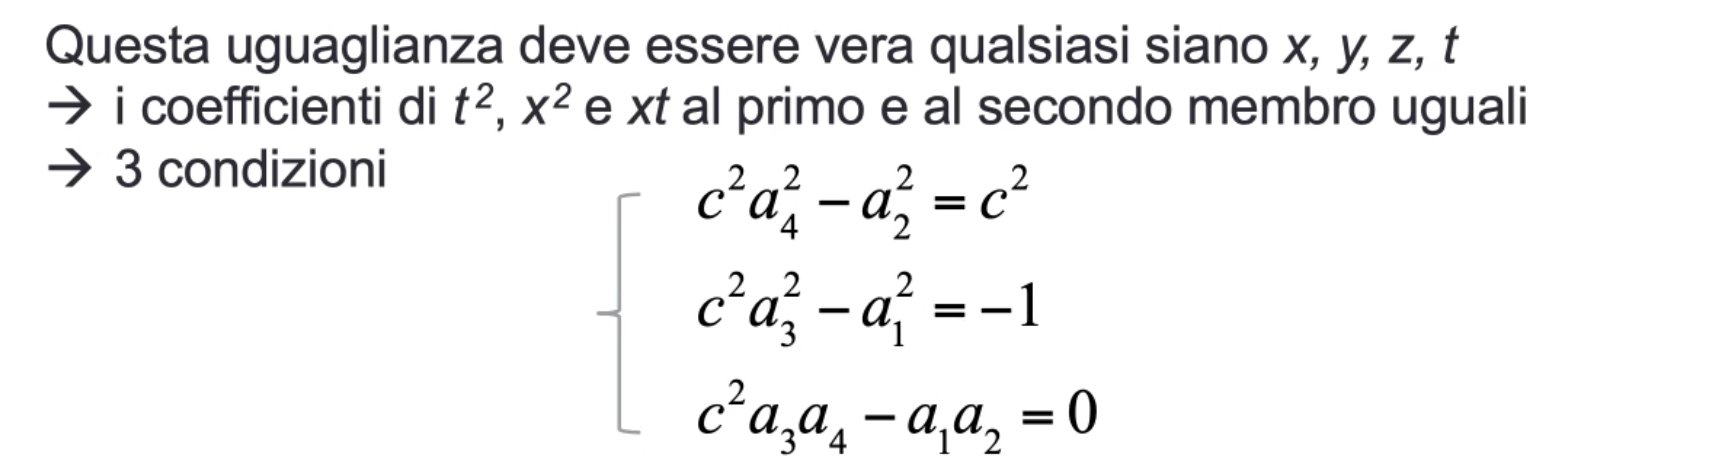 Questa uguaglianza deve essere vera qualsiasi siano x, y, z, t
→ i coefficienti di t², x² e xt al primo e al secondo membro uguali
→ 3 condizioni
c²a₄² − a₂² = c²
c²a₃² − a₁² = −1
c²a₃a₄ − a₁a₂ = 0